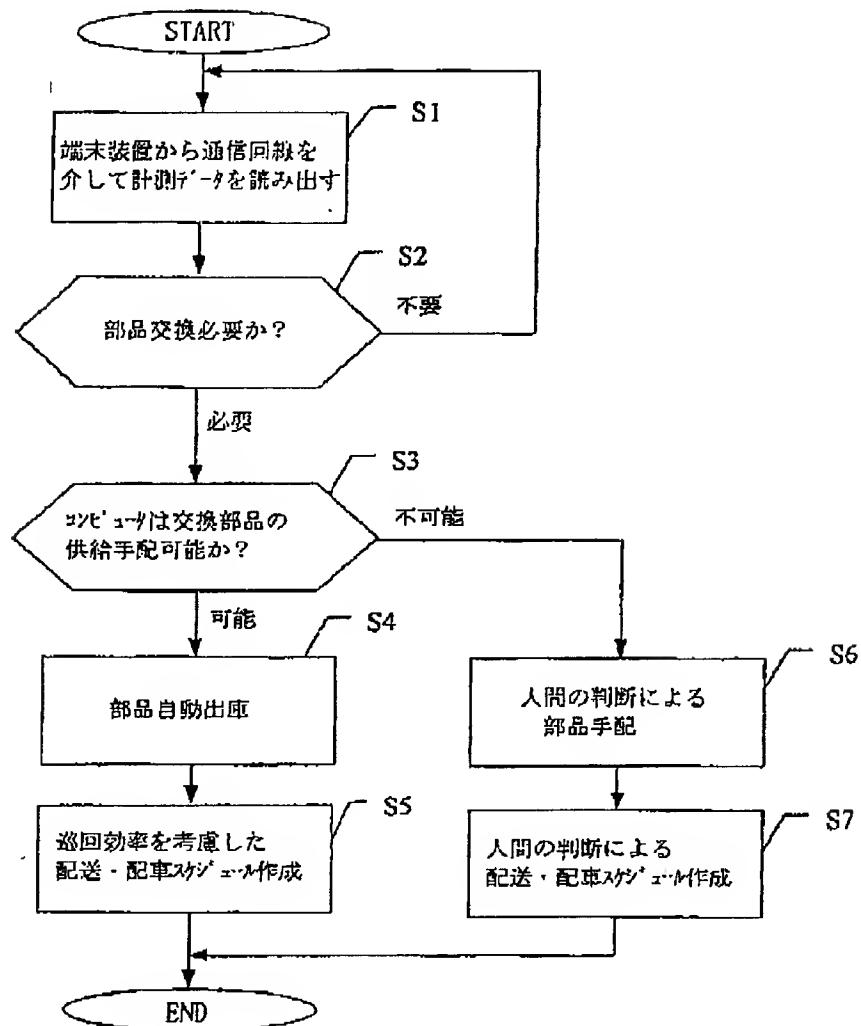 START
S1
端末装置から通信回線を
介して計測ﾃﾞｰﾀを読み出す
S2
部品交換必要か？
不要
必要
S3
ｺﾝﾋﾟｭｰﾀは交換部品の
供給手配可能か？
不可能
可能
S4
部品自動出庫
S6
人間の判断による
部品手配
S5
巡回効率を考慮した
配送・配車ｽｹｼﾞｭｰﾙ作成
S7
人間の判断による
配送・配車ｽｹｼﾞｭｰﾙ作成
END